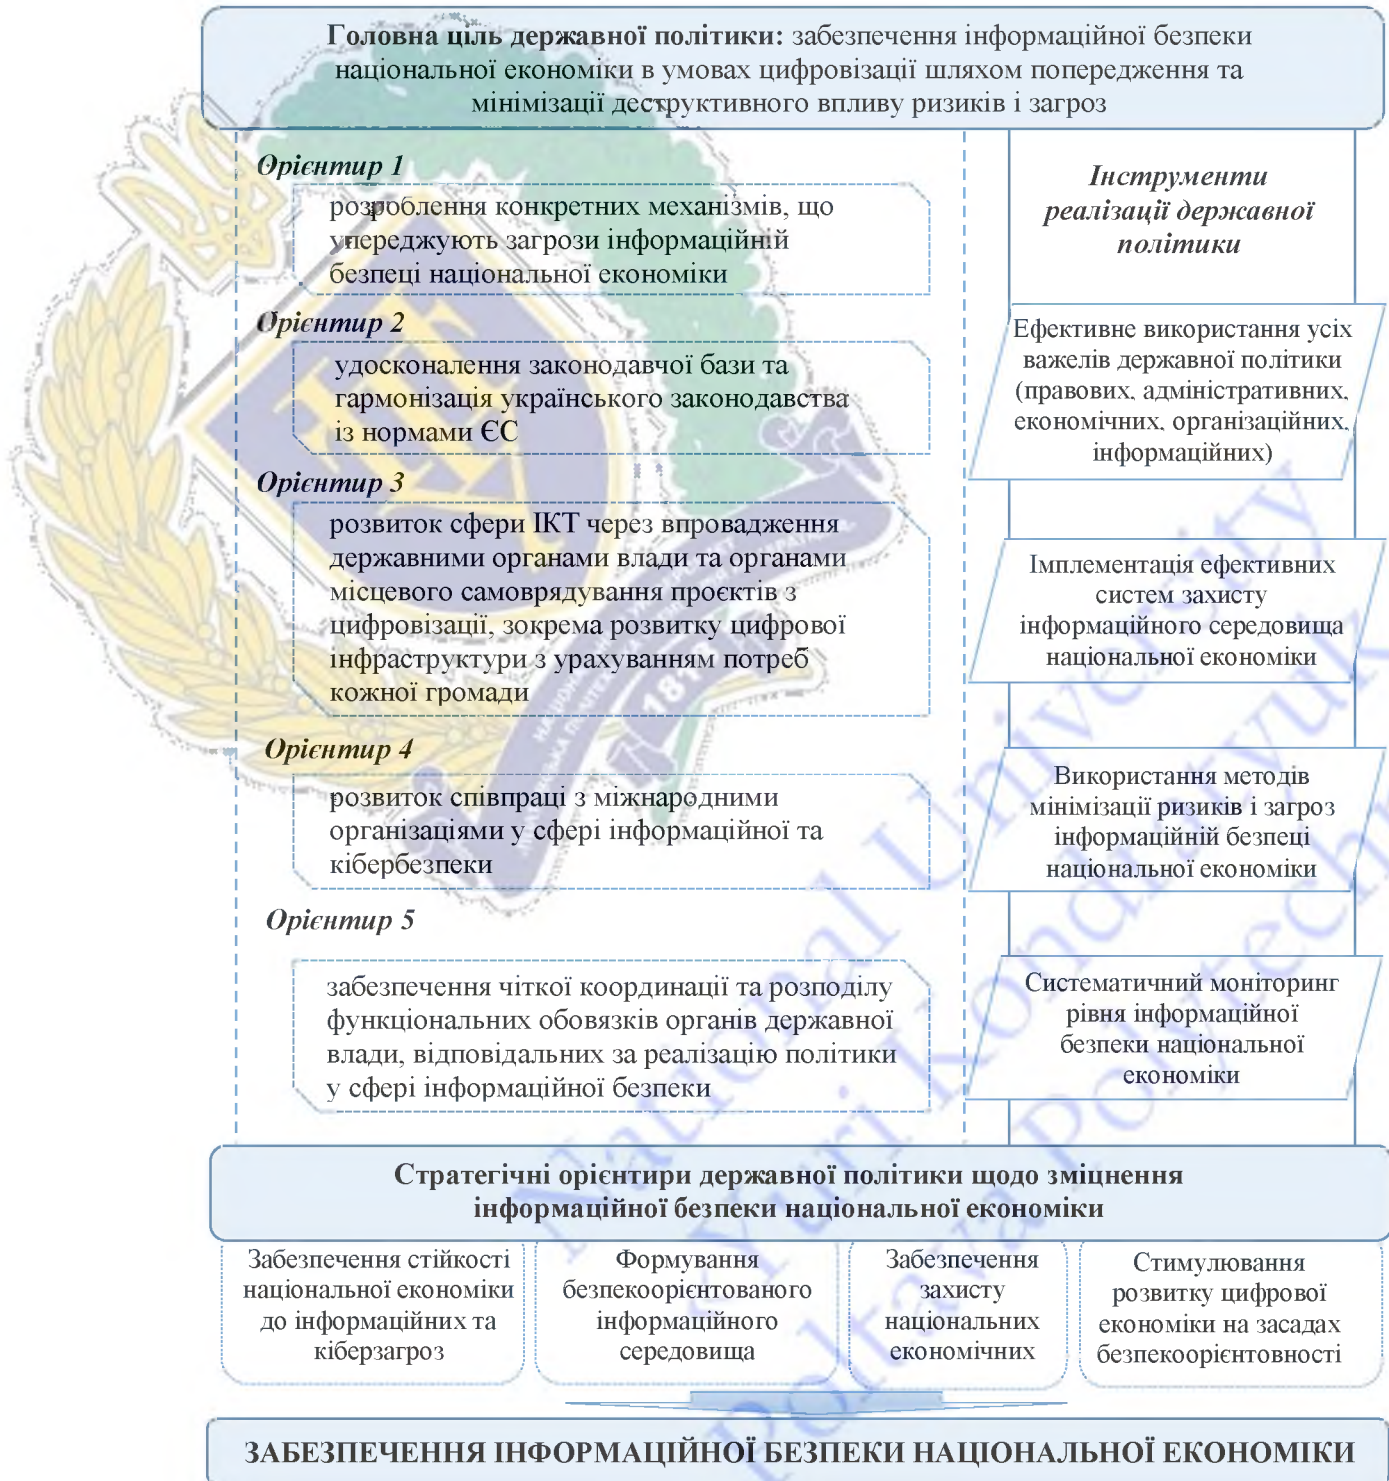 Головна ціль державної політики: забезпечення інформаційної безпеки
національної економіки в умовах цифровізації шляхом попередження та
мінімізації деструктивного впливу ризиків і загроз
Орієнтир 1
розроблення конкретних механізмів, що
упереджують загрози інформаційній
безпеці національної економіки
Орієнтир 2
удосконалення законодавчої бази та
гармонізація українського законодавства
із нормами ЄС
Орієнтир 3
розвиток сфери ІКТ через впровадження
державними органами влади та органами
місцевого самоврядування проєктів з
цифровізації, зокрема розвитку цифрової
інфраструктури з урахуванням потреб
кожної громади
Орієнтир 4
розвиток співпраці з міжнародними
організаціями у сфері інформаційної та
кібербезпеки
Орієнтир 5
забезпечення чіткої координації та розподілу
функціональних обовязків органів державної
влади, відповідальних за реалізацію політики
у сфері інформаційної безпеки
Інструменти
реалізації державної
політики
Ефективне використання усіх
важелів державної політики
(правових, адміністративних,
економічних, організаційних,
інформаційних)
Імплементація ефективних
систем захисту
інформаційного середовища
національної економіки
Використання методів
мінімізації ризиків і загроз
інформаційній безпеці
національної економіки
Систематичний моніторинг
рівня інформаційної
безпеки національної
економіки
Стратегічні орієнтири державної політики щодо зміцнення
інформаційної безпеки національної економіки
Забезпечення стійкості
національної економіки
до інформаційних та
кіберзагроз
Формування
безпекоорієнтованого
інформаційного
середовища
Забезпечення
захисту
національних
економічних
Стимулювання
розвитку цифрової
економіки на засадах
безпекоорієнтовності
ЗАБЕЗПЕЧЕННЯ ІНФОРМАЦІЙНОЇ БЕЗПЕКИ НАЦІОНАЛЬНОЇ ЕКОНОМІКИ
National University
Yuri Kondratyuk
Poltava Polytech
1818